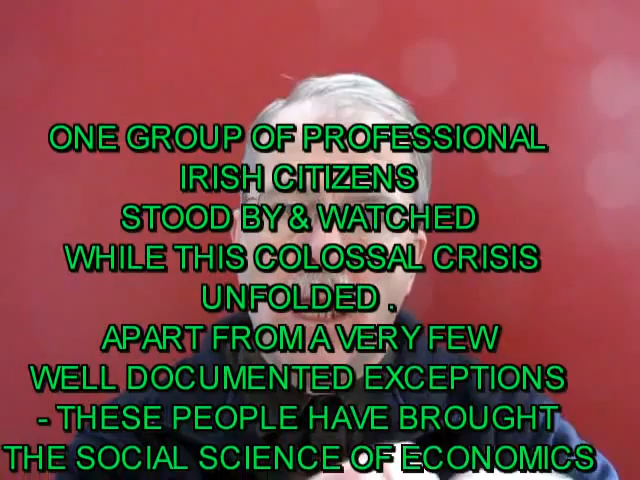 ONE GROUP OF PROFESSIONAL
IRISH CITIZENS
STOOD BY & WATCHED
WHILE THIS COLOSSAL CRISIS
UNFOLDED .
APART FROM A VERY FEW
WELL DOCUMENTED EXCEPTIONS
- THESE PEOPLE HAVE BROUGHT
THE SOCIAL SCIENCE OF ECONOMICS